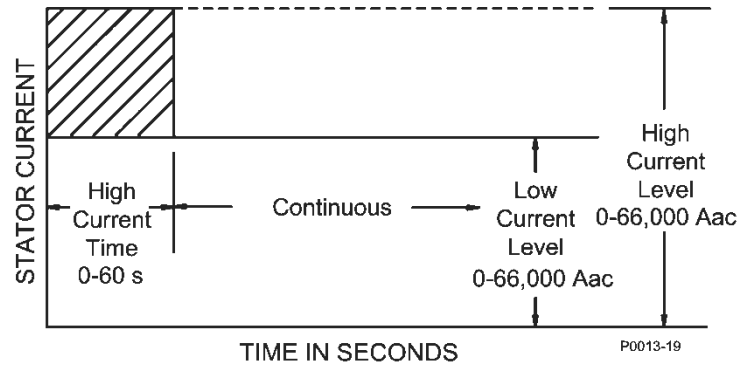 STATOR CURRENT
High
Current
Time
0-60 s
Continuous
Low
Current
Level
0-66,000 Aac
High
Current
Level
0-66,000 Aac
TIME IN SECONDS
P0013-19